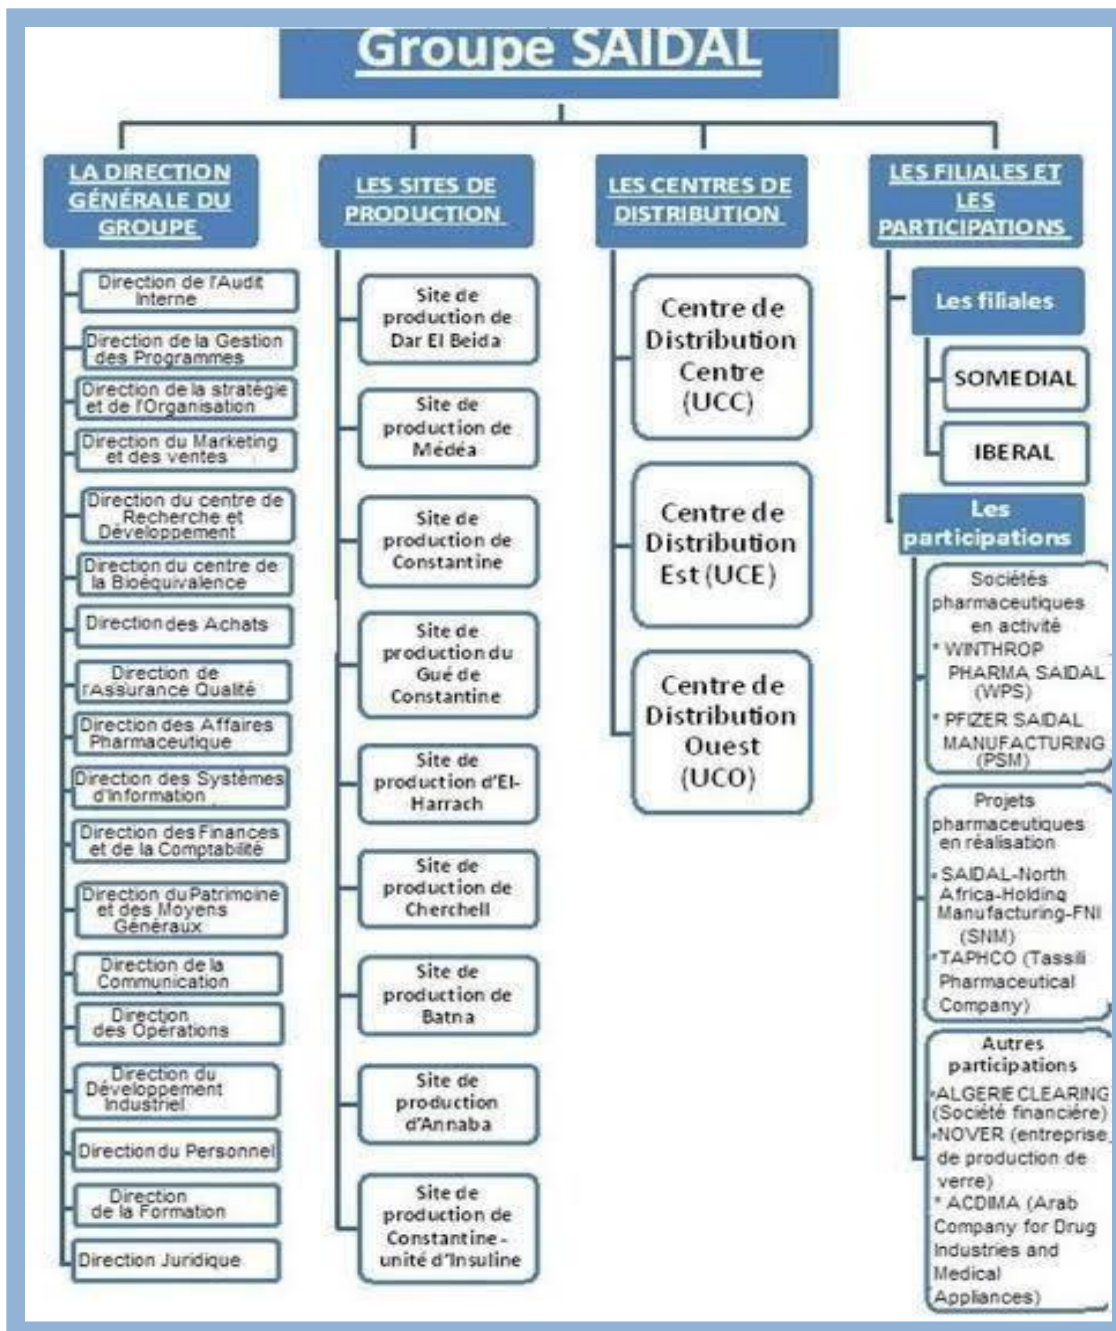 Groupe SAIDAL
LA DIRECTION
GÉNÉRALE DU
GROUPE
Direction de l'Audit
Interne
Direction de la Gestion
des Programmes
Direction de la stratégie
et de l'Organisation
Direction du Marketing
et des ventes
Direction du centre de
Recherche et
Développement
Direction du centre de
la Bioéquivalence
Direction des Achats
Direction de
l'Assurance Qualité
Direction des Affaires
Pharmaceutique
Direction des Systèmes
d'Information
Direction des Finances
et de la Comptabilité
Direction du Patrimoine
et des Moyens
Généraux
Direction de la
Communication
Direction
des Opérations
Direction du
Développement
Industriel
Direction du Personnel
Direction
de la Formation
Direction Juridique
LES SITES DE
PRODUCTION
Site de
production de
Dar El Beida
Site de
production de
Médéa
Site de
production de
Constantine
Site de
production du
Gué de
Constantine
Site de
production d'El-
Harrach
Site de
production de
Cherchell
Site de
production de
Batna
Site de
production
d'Annaba
Site de
production de
Constantine -
unité d'Insuline
LES CENTRES DE
DISTRIBUTION
Centre de
Distribution
Centre
(UCC)
Centre de
Distribution
Est (UCE)
Centre de
Distribution
Ouest
(UCO)
LES FILIALES ET
LES
PARTICIPATIONS
Les filiales
SOMEDIAL
IBERAL
Les
participations
Sociétés
pharmaceutiques
en activité
* WINTHROP
PHARMA SAIDAL
(WPS)
* PFIZER SAIDAL
MANUFACTURING
(PSM)
Projets
pharmaceutiques
en réalisation
* SAIDAL-North
Africa-Holding
Manufacturing-FNI
(SNM)
* TAPHCO (Tassili
Pharmaceutical
Company)
Autres
participations
* ALGERIE CLEARING
(Société financiére)
* NOVER (entreprise
de production de
verre)
* ACDIMA (Arab
Company for Drug
Industries and
Medical
Appliances)